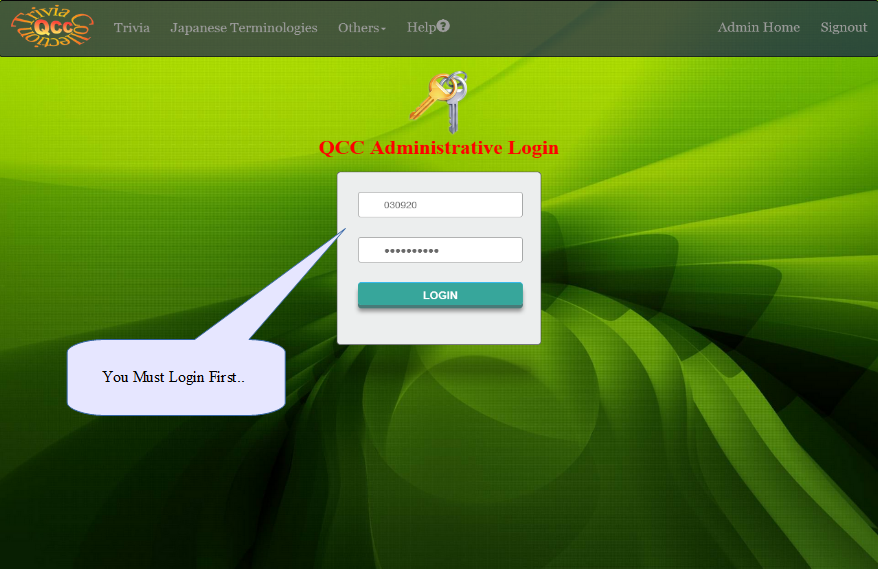 Trivia
QCC
Collection
Trivia
Japanese Terminologies
Others
Help?
Admin Home
Signout
QCC Administrative Login
030920
••••••••••
LOGIN
You Must Login First..